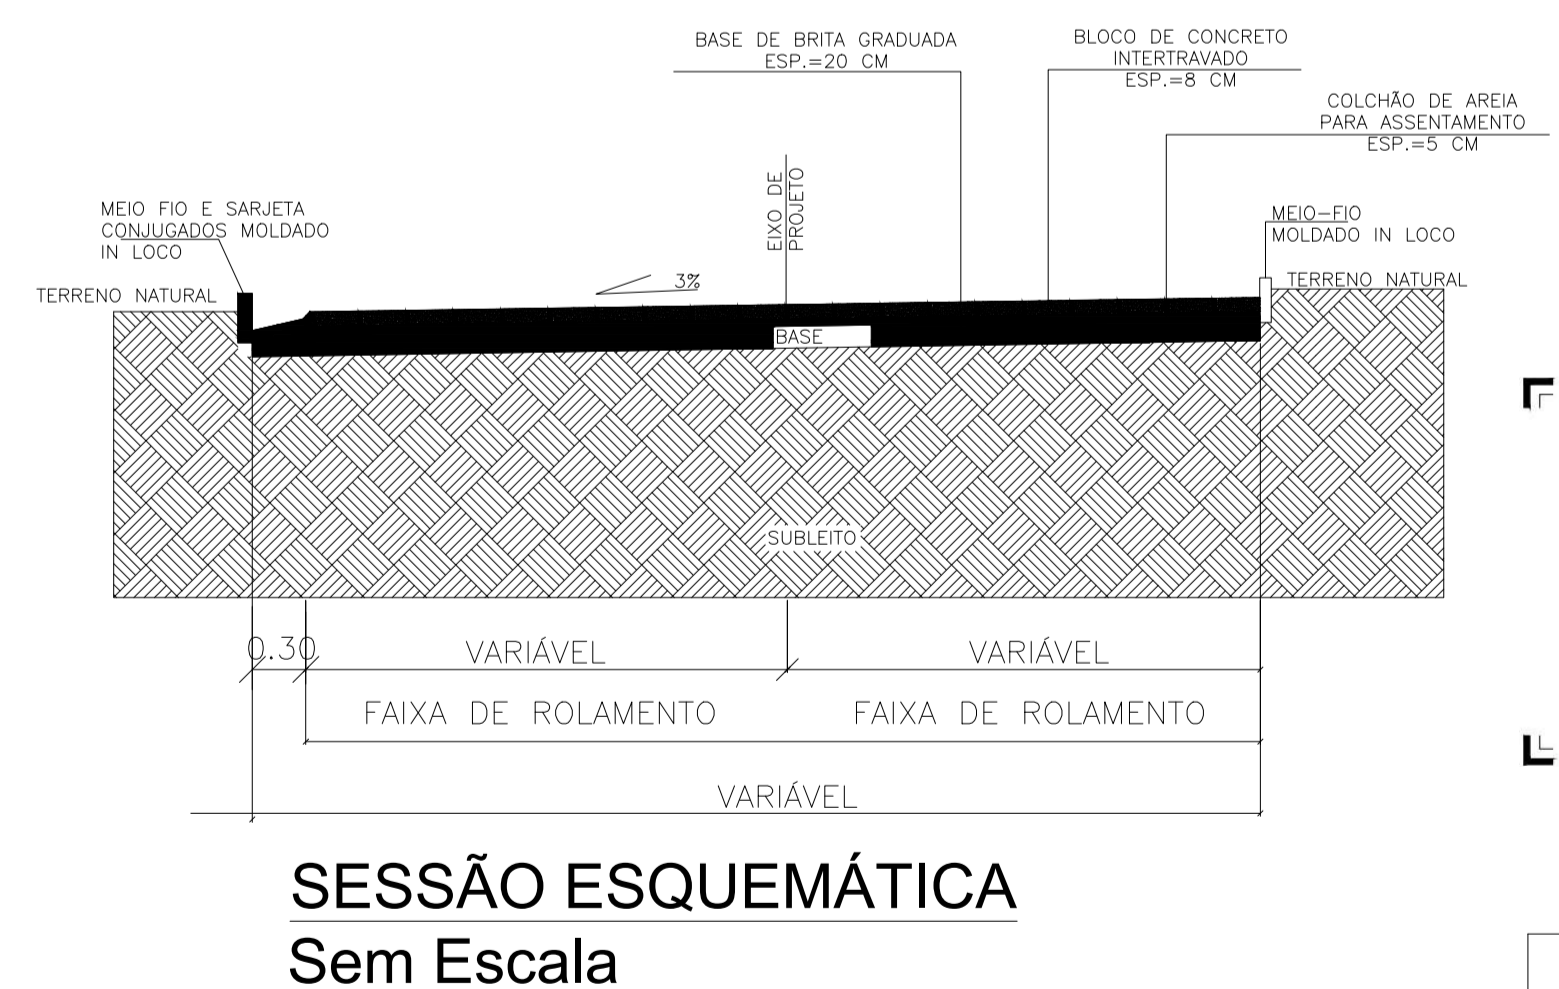 BASE DE BRITA GRADUADA
ESP.=20 CM
BLOCO DE CONCRETO
INTERTRAVADO
ESP.=8 CM
COLCHÃO DE AREIA
PARA ASSENTAMENTO
ESP.=5 CM
EIXO DE
PROJETO
MEIO FIO E SARJETA
CONJUGADOS MOLDADO
IN LOCO
MEIO-FIO
MOLDADO IN LOCO
3%
TERRENO NATURAL
TERRENO NATURAL
BASE
SUBLEITO
0.30
VARIÁVEL
VARIÁVEL
FAIXA DE ROLAMENTO
FAIXA DE ROLAMENTO
VARIÁVEL
SESSÃO ESQUEMÁTICA
Sem Escala